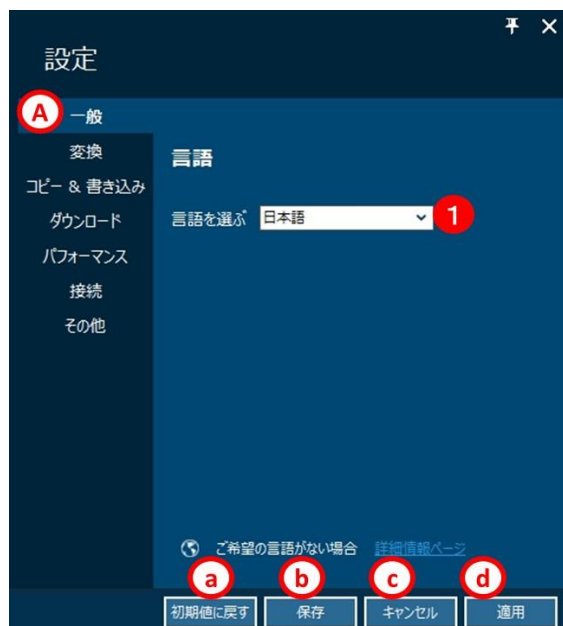 設定
A 一般
変換
コピー & 書き込み
ダウンロード
パフォーマンス
接続
その他
言語
言語を選ぶ 日本語 1
ご希望の言語がない場合 詳細情報ページ
a b c d
初期値に戻す 保存 キャンセル 適用